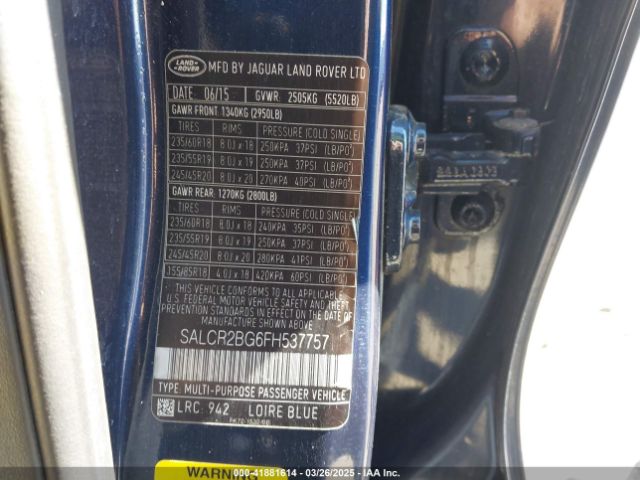 LAND ROVER MFD BY JAGUAR LAND ROVER LTD
DATE: 06/15 GVWR: 2505KG (5520LB)
GAWR FRONT: 1340KG (2950LB)
TIRES RIMS PRESSURE (COLD SINGLE)
235/60R18 8.0J x 18 250KPA 37PSI (LB/PO²)
235/55R19 8.0J x 19 250KPA 37PSI (LB/PO²)
245/45R20 8.0J x 20 270KPA 40PSI (LB/PO²)
GAWR REAR: 1270KG (2800LB)
TIRES RIMS PRESSURE (COLD SINGLE)
235/60R18 8.0J x 18 240KPA 35PSI (LB/PO²)
235/55R19 8.0J x 19 250KPA 37PSI (LB/PO²)
245/45R20 8.0J x 20 280KPA 41PSI (LB/PO²)
155/85R18 4.0J x 18 420KPA 60PSI (LB/PO²)
THIS VEHICLE CONFORMS TO ALL APPLICABLE
U.S. FEDERAL MOTOR VEHICLE SAFETY AND THEFT
PREVENTION STANDARDS IN EFFECT ON THE DATE
OF MANUFACTURE SHOWN ABOVE.
SALCR2BG6FH537757
TYPE: MULTI-PURPOSE PASSENGER VEHICLE
LRC: 942 LOIRE BLUE
WARNING
OVR-COR-41881614 - 03/26/2025 - IAA Inc.